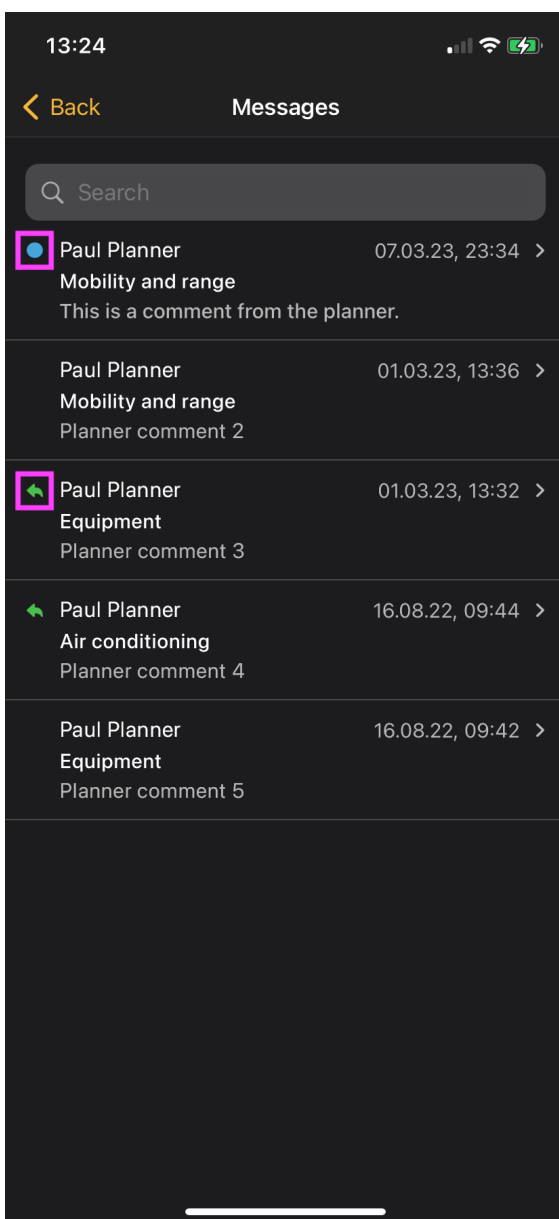 13:24
Back Messages
Search
Paul Planner 07.03.23, 23:34
Mobility and range
This is a comment from the planner.
Paul Planner 01.03.23, 13:36
Mobility and range
Planner comment 2
Paul Planner 01.03.23, 13:32
Equipment
Planner comment 3
Paul Planner 16.08.22, 09:44
Air conditioning
Planner comment 4
Paul Planner 16.08.22, 09:42
Equipment
Planner comment 5